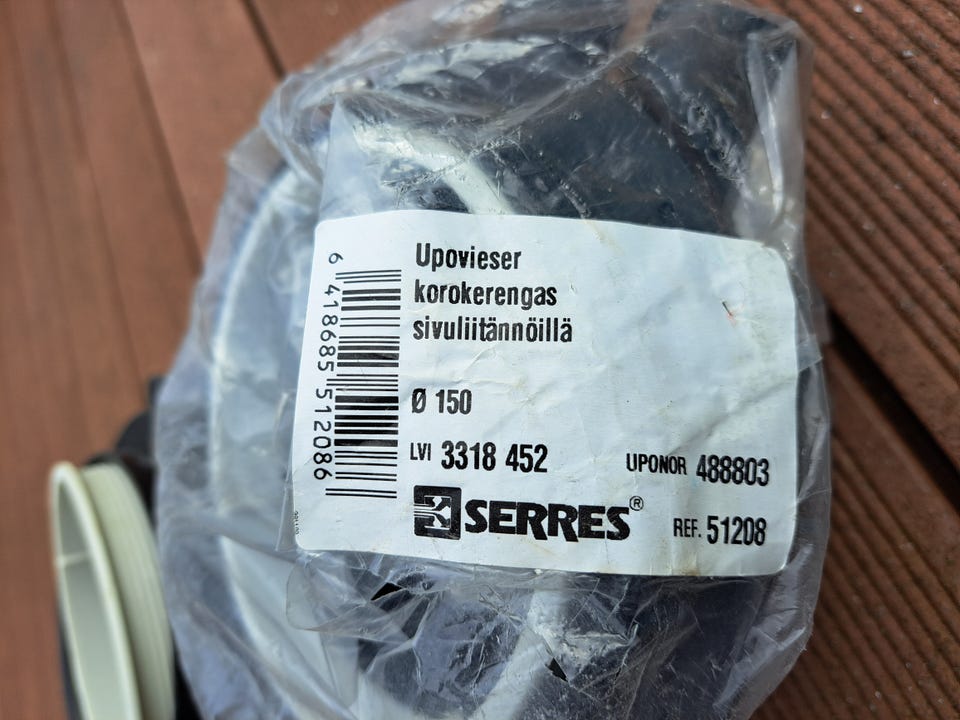 Upovieser
korokerengas
sivuliitännöillä
Ø 150
LVI 3318 452
UPONOR 488803
SERRES®
REF. 51208
6 418685 512086